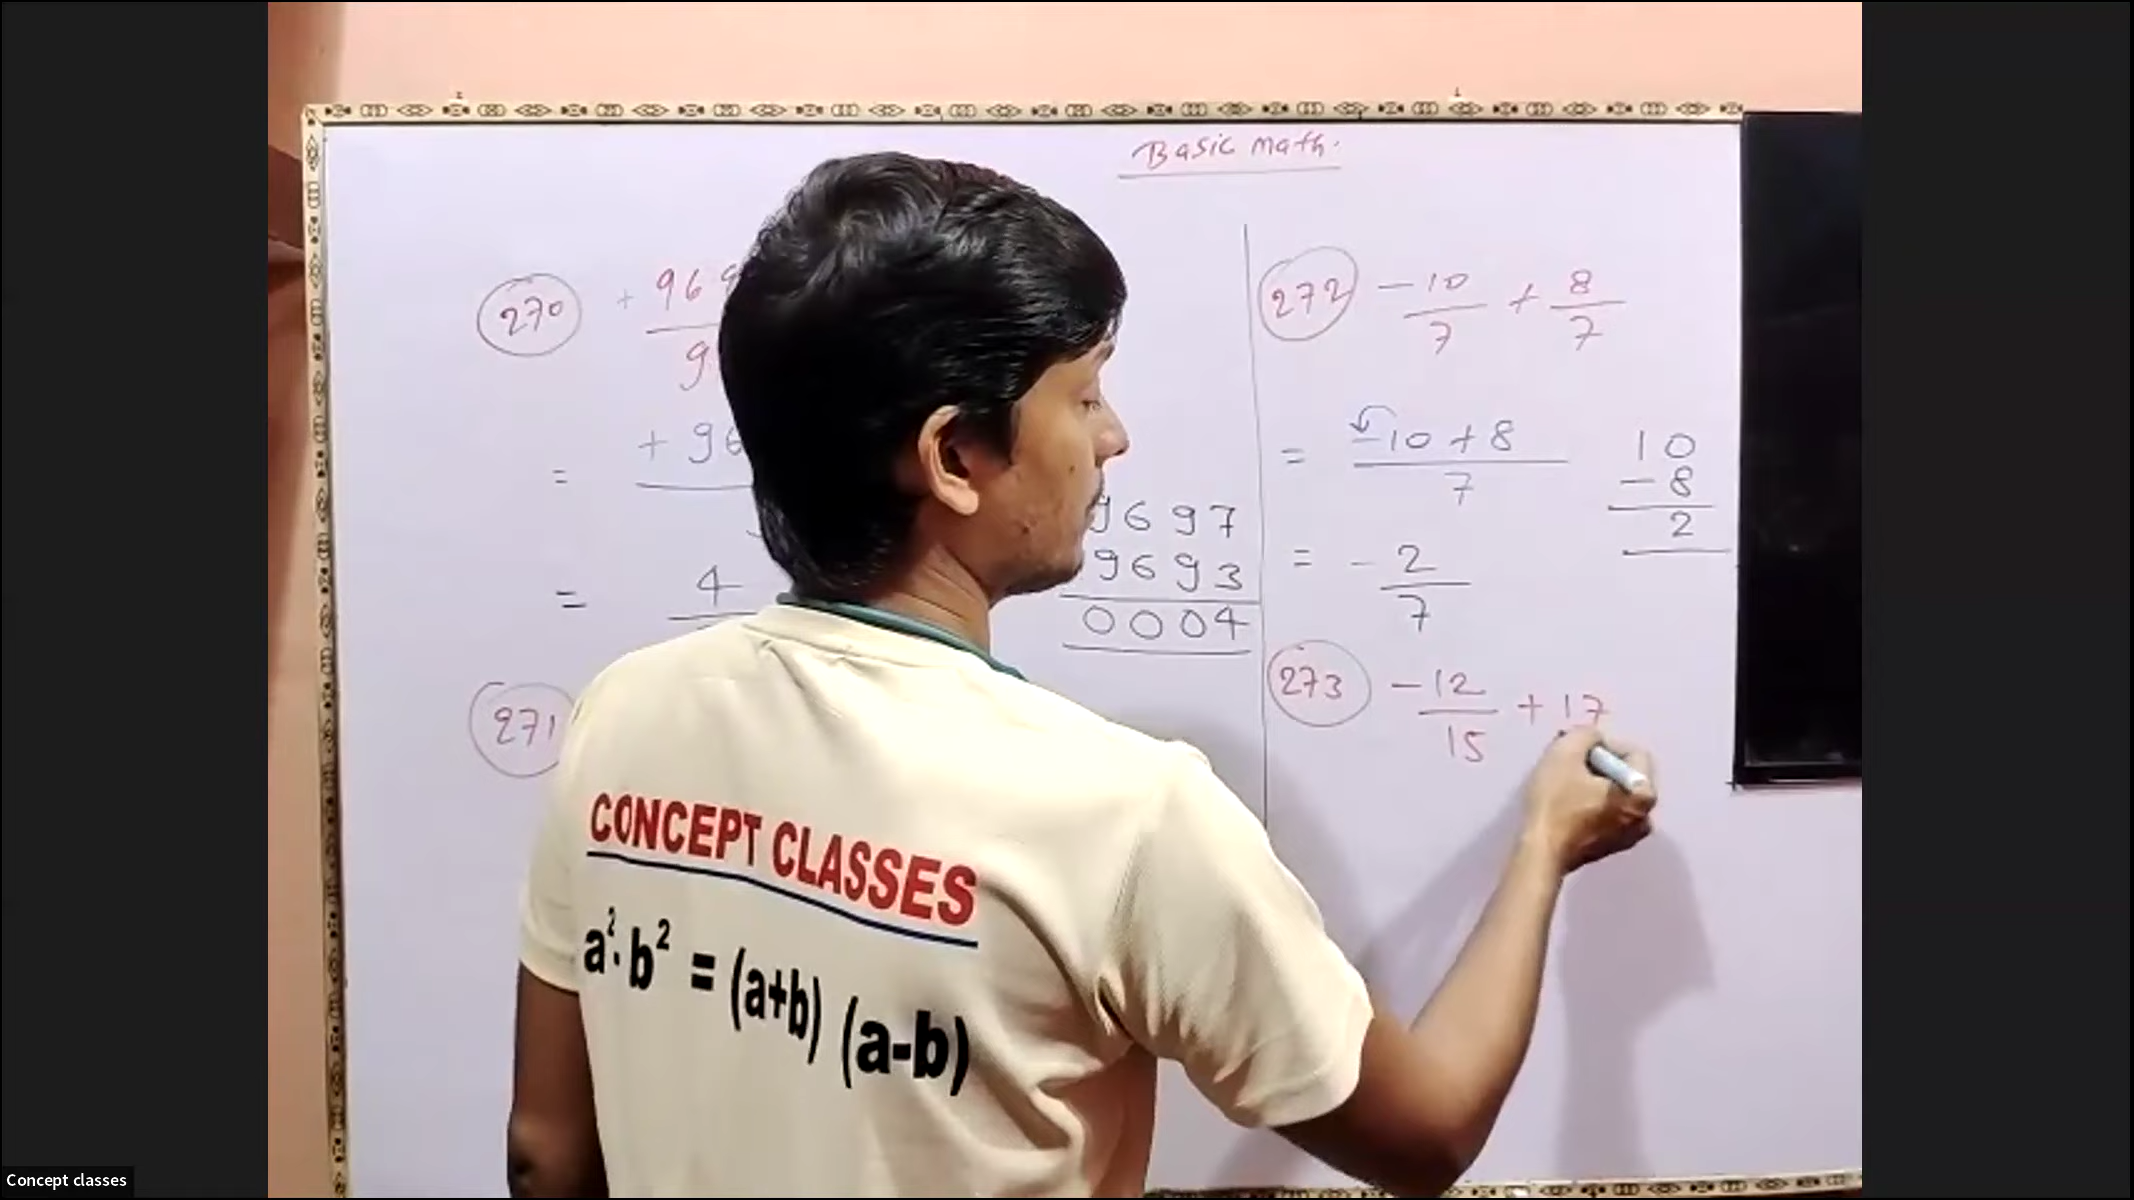 Basic Math.
270
+ 969
9
+ 96
=
= 4
9697
9693
0004
271
272 -10/7 + 8/7
= -10+8/7
10
-8
2
= -2/7
273 -12/15 + 17
CONCEPT CLASSES
a²-b² = (a+b) (a-b)
Concept classes